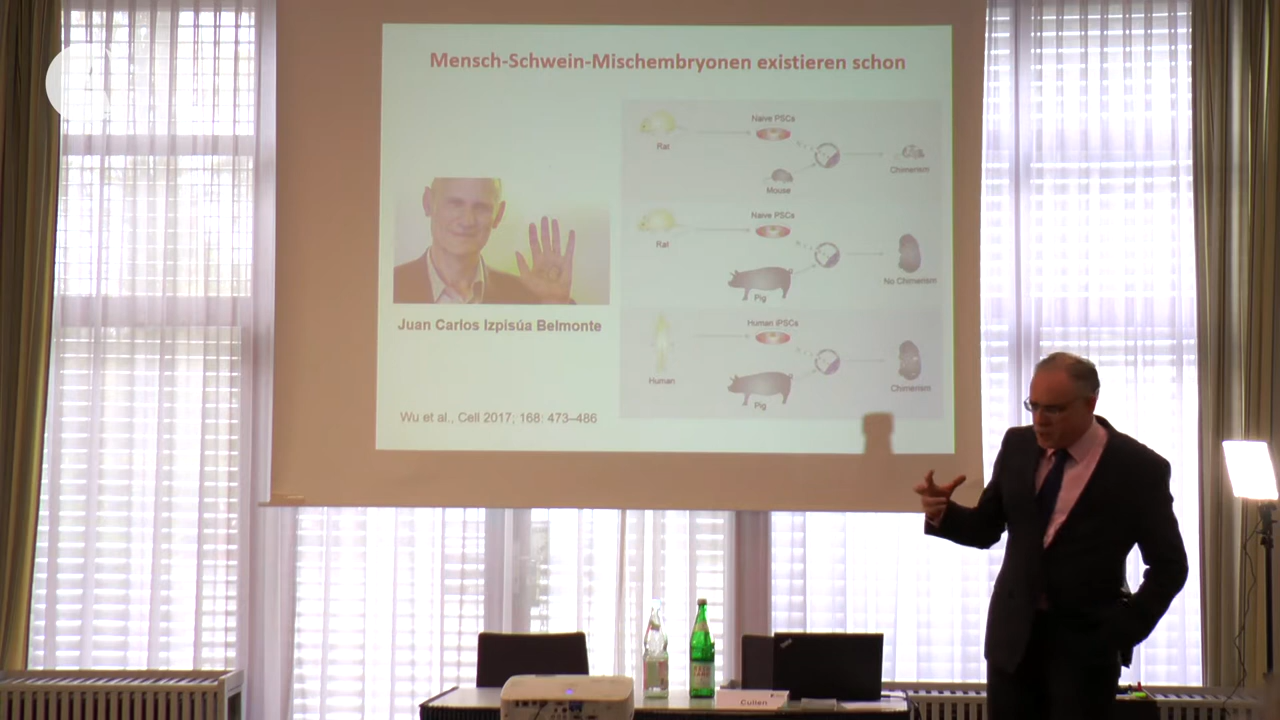 Mensch-Schwein-Mischembryonen existieren schon
Naive PSCs
Rat
Mouse
Chimerism
Naive PSCs
Rat
Pig
No Chimerism
Juan Carlos Izpisúa Belmonte
Human iPSCs
Human
Pig
Chimerism
Wu et al., Cell 2017; 168: 473–486
Cullen